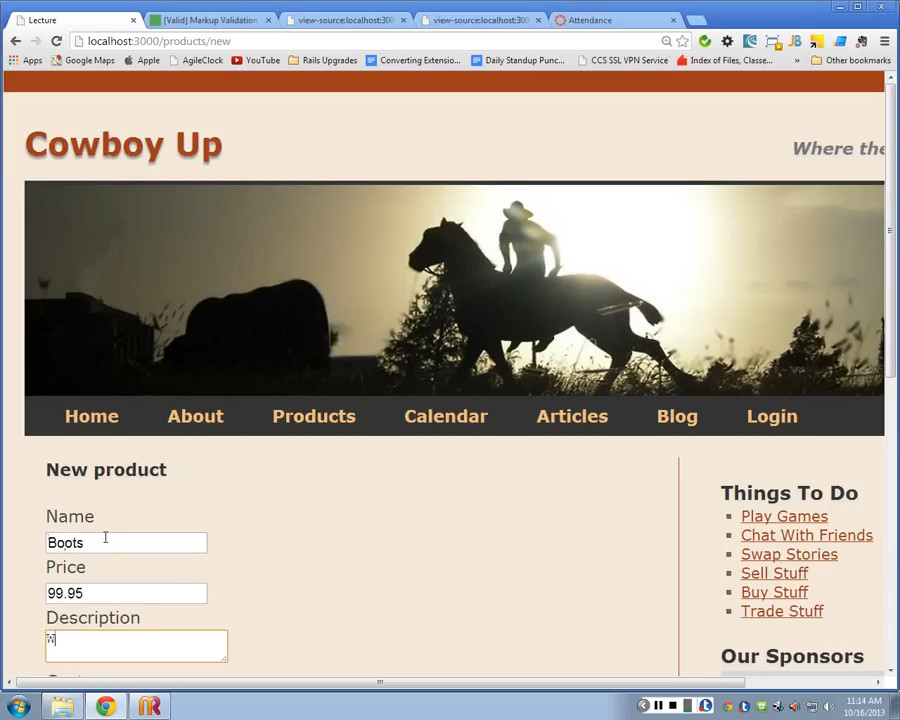 Lecture
[Valid] Markup Validation
view-source:localhost:300
view-source:localhost:300
Attendance
localhost:3000/products/new
Apps Google Maps Apple AgileClock YouTube Rails Upgrades Converting Extensio... Daily Standup Punc... CCS SSL VPN Service Index of Files, Classe... » Other bookmarks
Cowboy Up
Where the
Home About Products Calendar Articles Blog Login
New product
Name
Boots
Price
99.95
Description
W
Things To Do
Play Games
Chat With Friends
Swap Stories
Sell Stuff
Buy Stuff
Trade Stuff
Our Sponsors
11:14 AM
10/16/2013